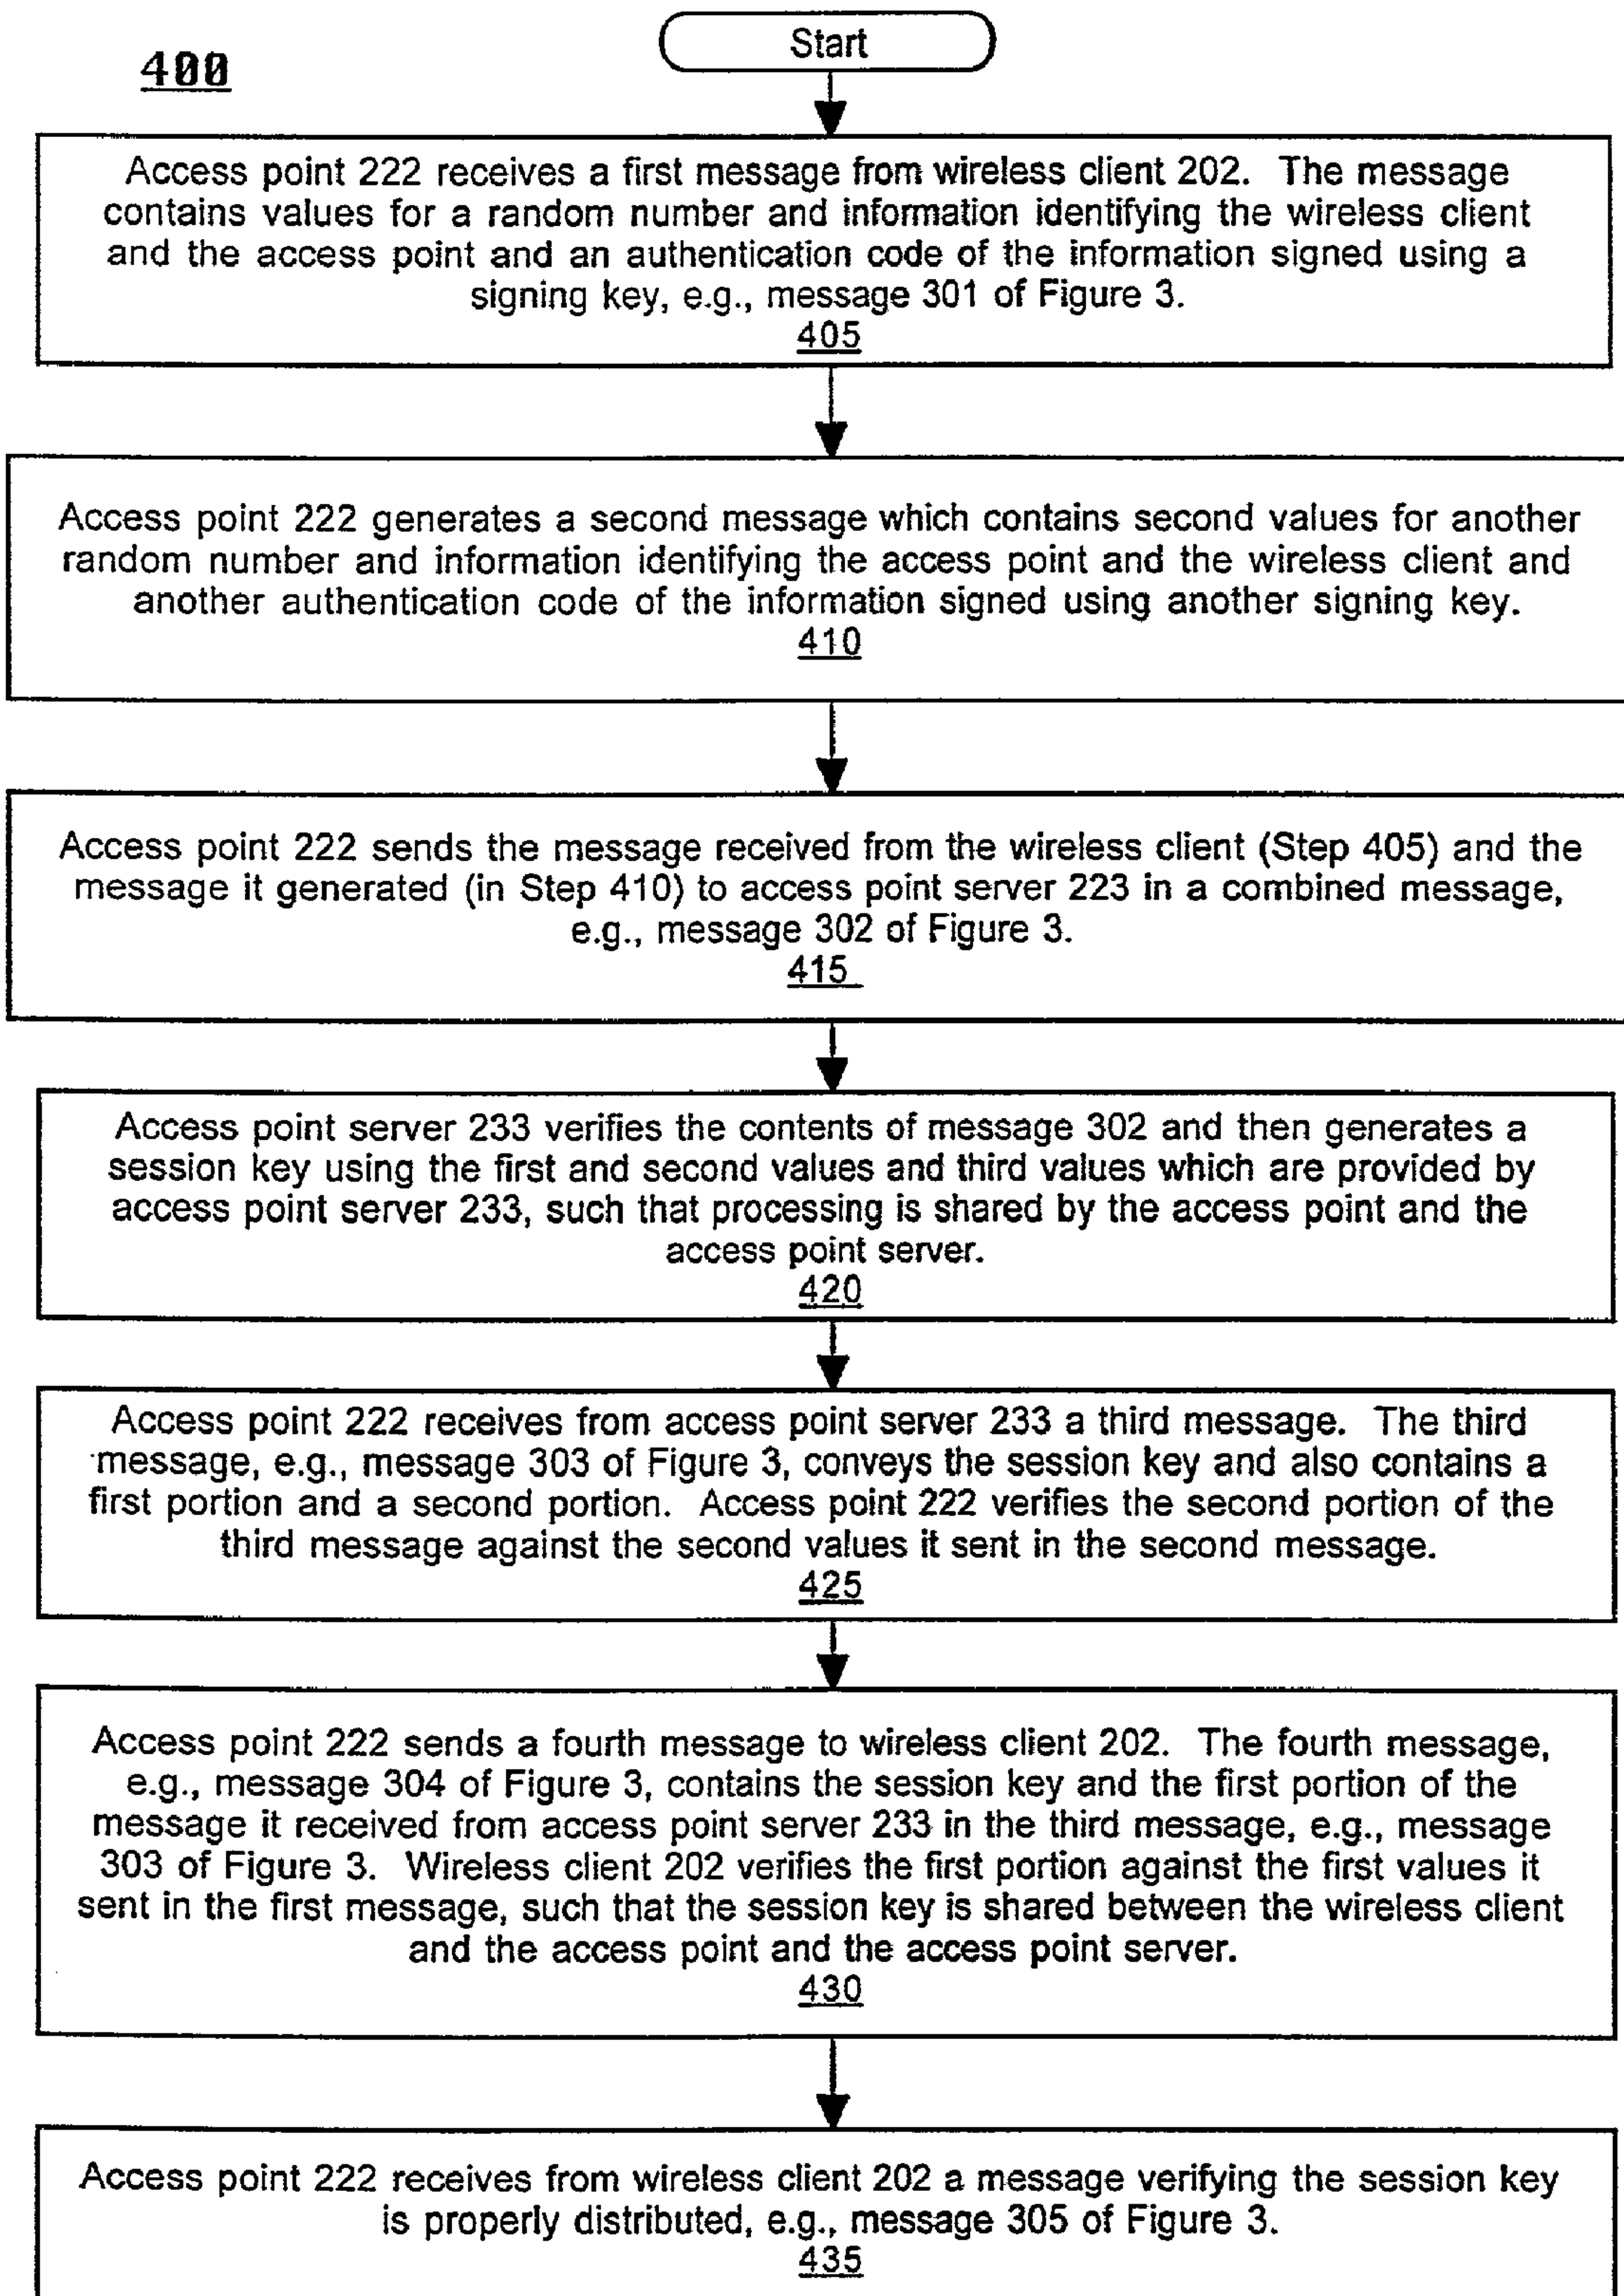 400
Start
Access point 222 receives a first message from wireless client 202. The message
contains values for a random number and information identifying the wireless client
and the access point and an authentication code of the information signed using a
signing key, e.g., message 301 of Figure 3.
405
Access point 222 generates a second message which contains second values for another
random number and information identifying the access point and the wireless client and
another authentication code of the information signed using another signing key.
410
Access point 222 sends the message received from the wireless client (Step 405) and the
message it generated (in Step 410) to access point server 223 in a combined message,
e.g., message 302 of Figure 3.
415
Access point server 233 verifies the contents of message 302 and then generates a
session key using the first and second values and third values which are provided by
access point server 233, such that processing is shared by the access point and the
access point server.
420
Access point 222 receives from access point server 233 a third message. The third
message, e.g., message 303 of Figure 3, conveys the session key and also contains a
first portion and a second portion. Access point 222 verifies the second portion of the
third message against the second values it sent in the second message.
425
Access point 222 sends a fourth message to wireless client 202. The fourth message,
e.g., message 304 of Figure 3, contains the session key and the first portion of the
message it received from access point server 233 in the third message, e.g., message
303 of Figure 3. Wireless client 202 verifies the first portion against the first values it
sent in the first message, such that the session key is shared between the wireless client
and the access point and the access point server.
430
Access point 222 receives from wireless client 202 a message verifying the session key
is properly distributed, e.g., message 305 of Figure 3.
435